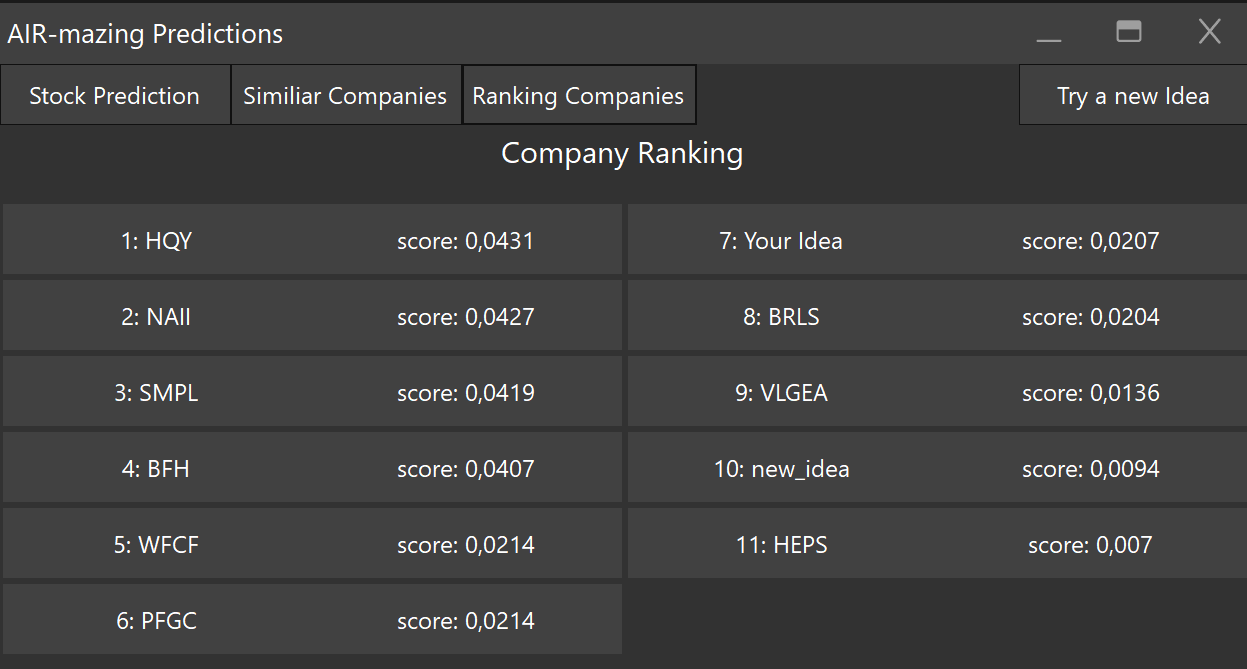 AIR-mazing Predictions
Stock Prediction Similiar Companies Ranking Companies Try a new Idea
Company Ranking
1: HQY score: 0,0431
2: NAII score: 0,0427
3: SMPL score: 0,0419
4: BFH score: 0,0407
5: WFCF score: 0,0214
6: PFGC score: 0,0214
7: Your Idea score: 0,0207
8: BRLS score: 0,0204
9: VLGEA score: 0,0136
10: new_idea score: 0,0094
11: HEPS score: 0,007